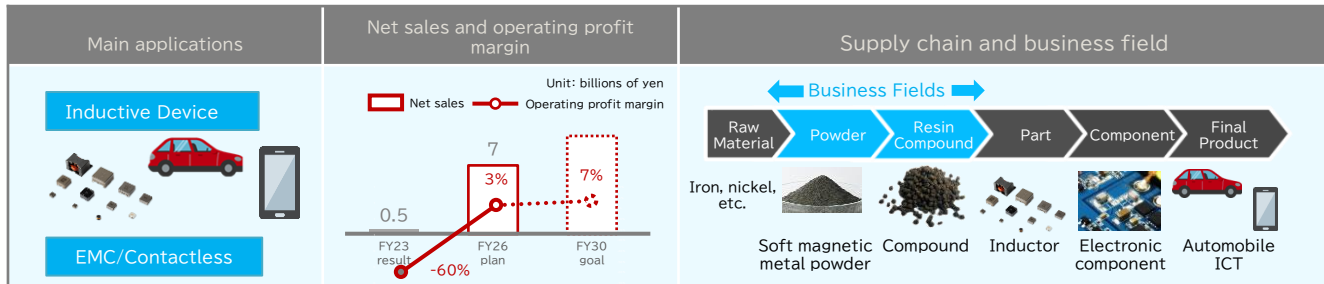 Main applications
Inductive Device
EMC/Contactless
Net sales and operating profit
margin
Unit: billions of yen
Net sales
Operating profit margin
7
3%
7%
0.5
FY23
result
FY26
plan
FY30
goal
-60%
Supply chain and business field
Business Fields
Raw
Material
Powder
Resin
Compound
Part
Component
Final
Product
Iron, nickel,
etc.
Soft magnetic
metal powder
Compound
Inductor
Electronic
component
Automobile
ICT